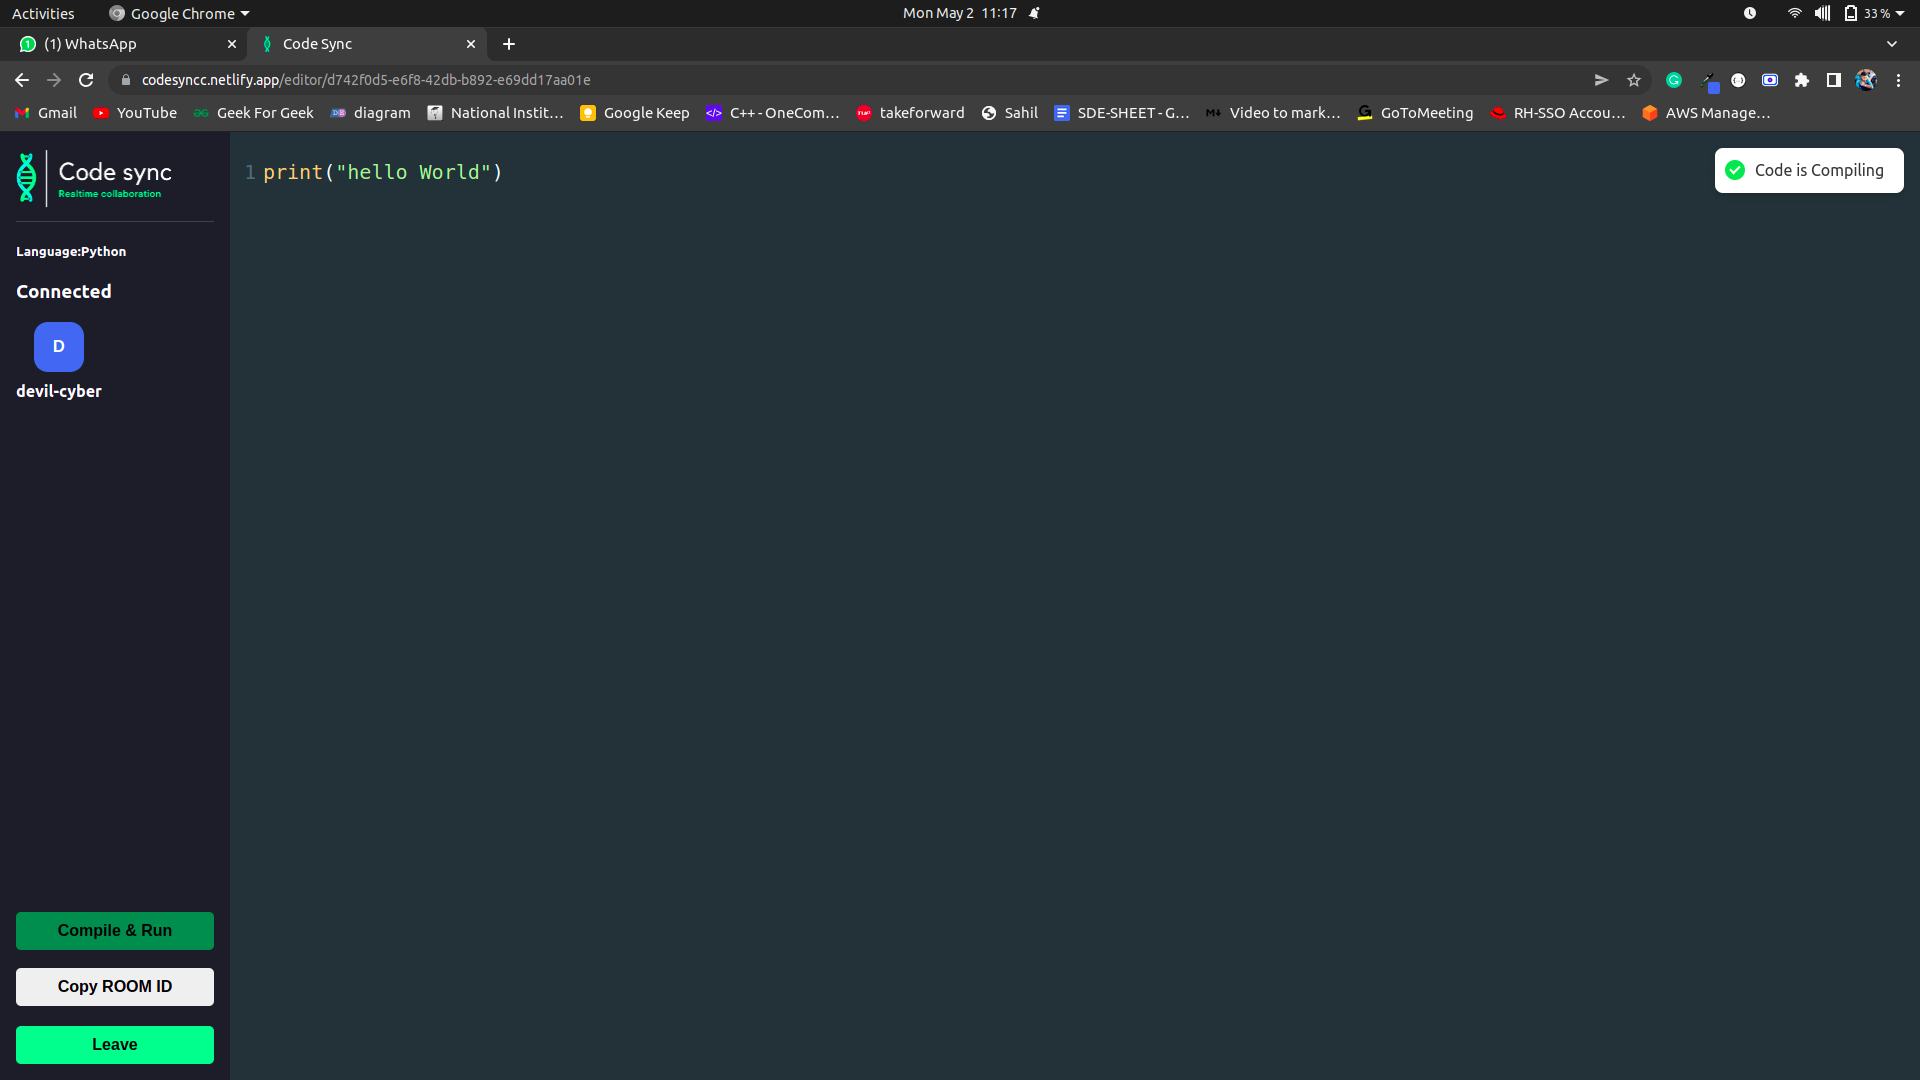 Activities Google Chrome Mon May 2 11:17 33 %
(1) WhatsApp Code Sync
codesyncc.netlify.app/editor/d742f0d5-e6f8-42db-b892-e69dd17aa01e
Gmail YouTube Geek For Geek diagram National Instit… Google Keep C++ - OneCom… takeforward Sahil SDE-SHEET - G… Video to mark… GoToMeeting RH-SSO Accou… AWS Manage…
Code sync
Realtime collaboration
Language:Python
Connected
D
devil-cyber
Compile & Run
Copy ROOM ID
Leave
1 print("hello World")
Code is Compiling